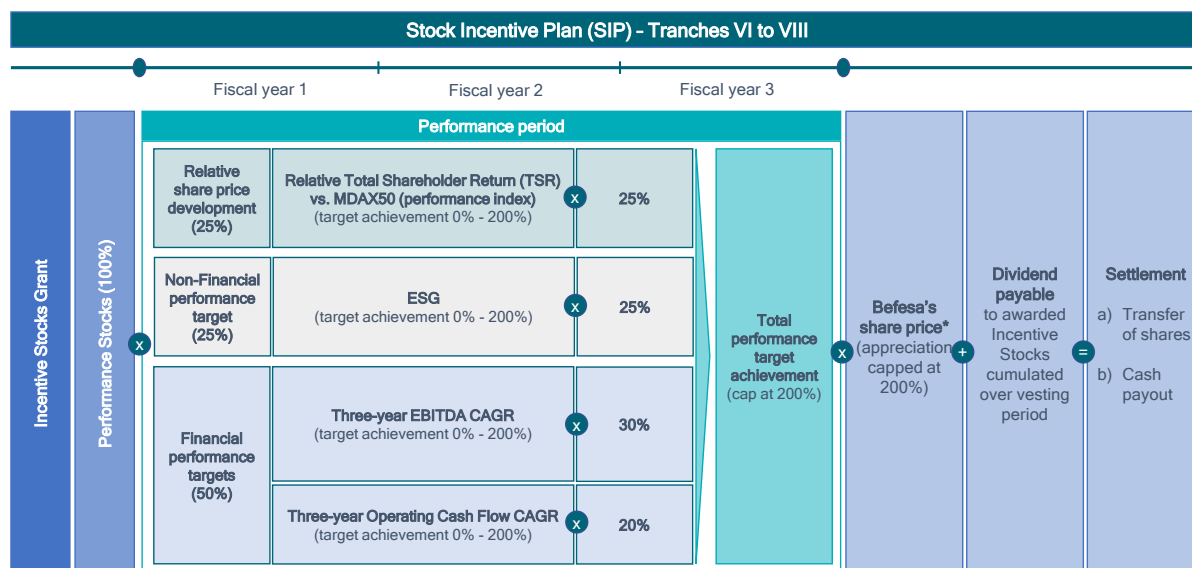 Stock Incentive Plan (SIP) – Tranches VI to VIII
Fiscal year 1
Fiscal year 2
Fiscal year 3
Incentive Stocks Grant
Performance Stocks (100%)
x
Performance period
Relative
share price
development
(25%)
Relative Total Shareholder Return (TSR)
vs. MDAX50 (performance index)
(target achievement 0% - 200%)
x
25%
Non-Financial
performance
target
(25%)
ESG
(target achievement 0% - 200%)
x
25%
Financial
performance
targets
(50%)
Three-year EBITDA CAGR
(target achievement 0% - 200%)
x
30%
Three-year Operating Cash Flow CAGR
(target achievement 0% - 200%)
x
20%
Total
performance
target
achievement
(cap at 200%)
x
Befesa's
share price*
(appreciation
capped at
200%)
+
Dividend
payable
to awarded
Incentive
Stocks
cumulated
over vesting
period
=
Settlement
a) Transfer
of shares
b) Cash
payout